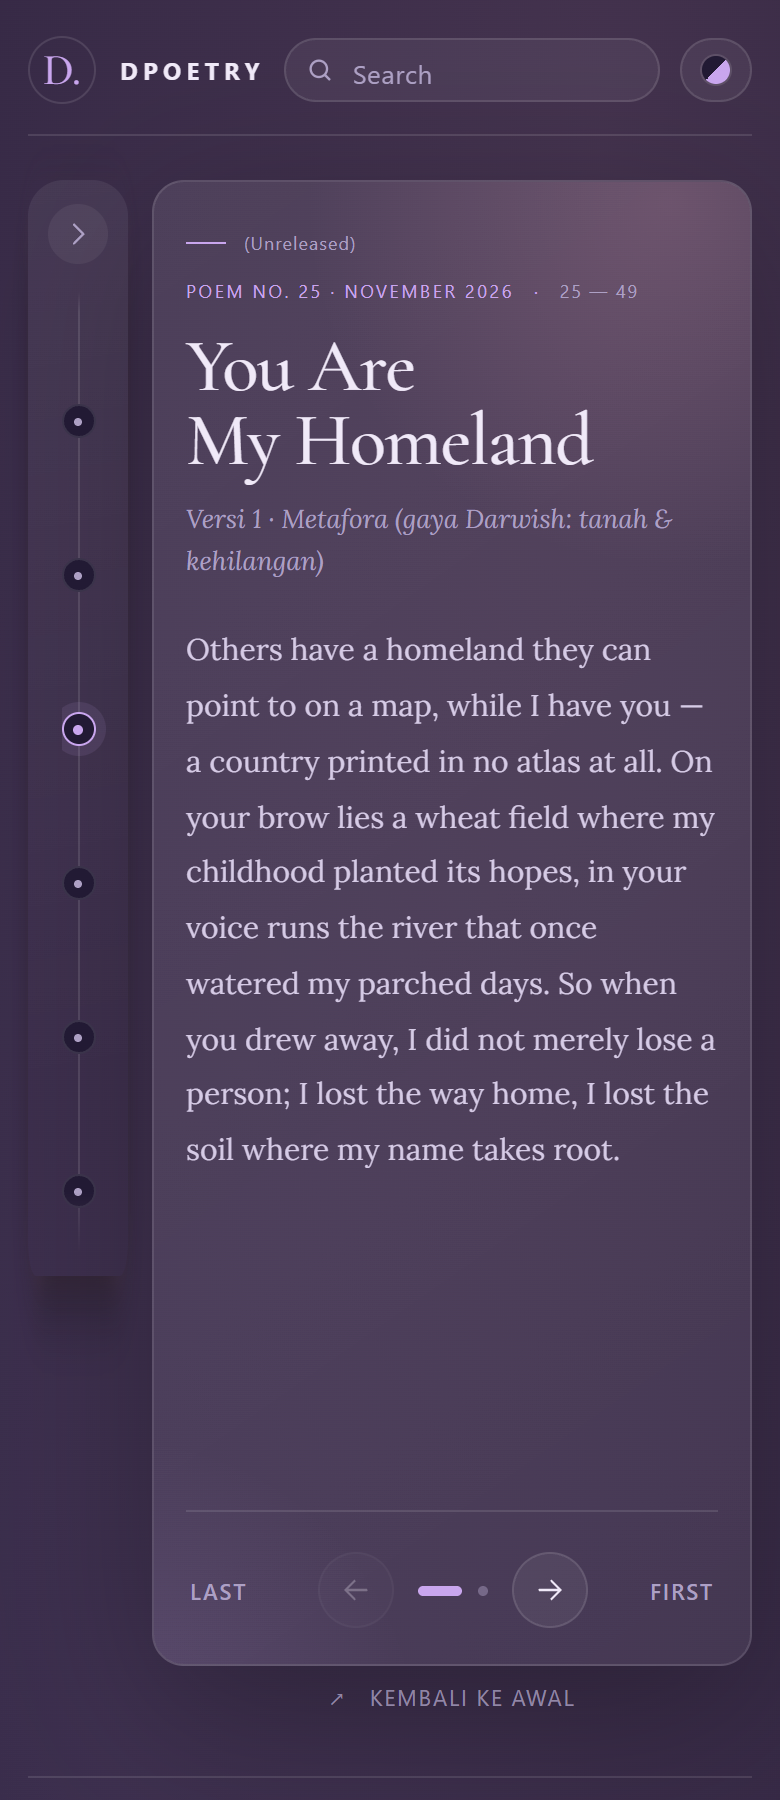 D.
DPOETRY
Search
(Unreleased)
POEM NO. 25 · NOVEMBER 2026 · 25 — 49
You Are
My Homeland
Versi 1 · Metafora (gaya Darwish: tanah &
kehilangan)
Others have a homeland they can
point to on a map, while I have you —
a country printed in no atlas at all. On
your brow lies a wheat field where my
childhood planted its hopes, in your
voice runs the river that once
watered my parched days. So when
you drew away, I did not merely lose a
person; I lost the way home, I lost the
soil where my name takes root.
LAST
FIRST
↗ KEMBALI KE AWAL